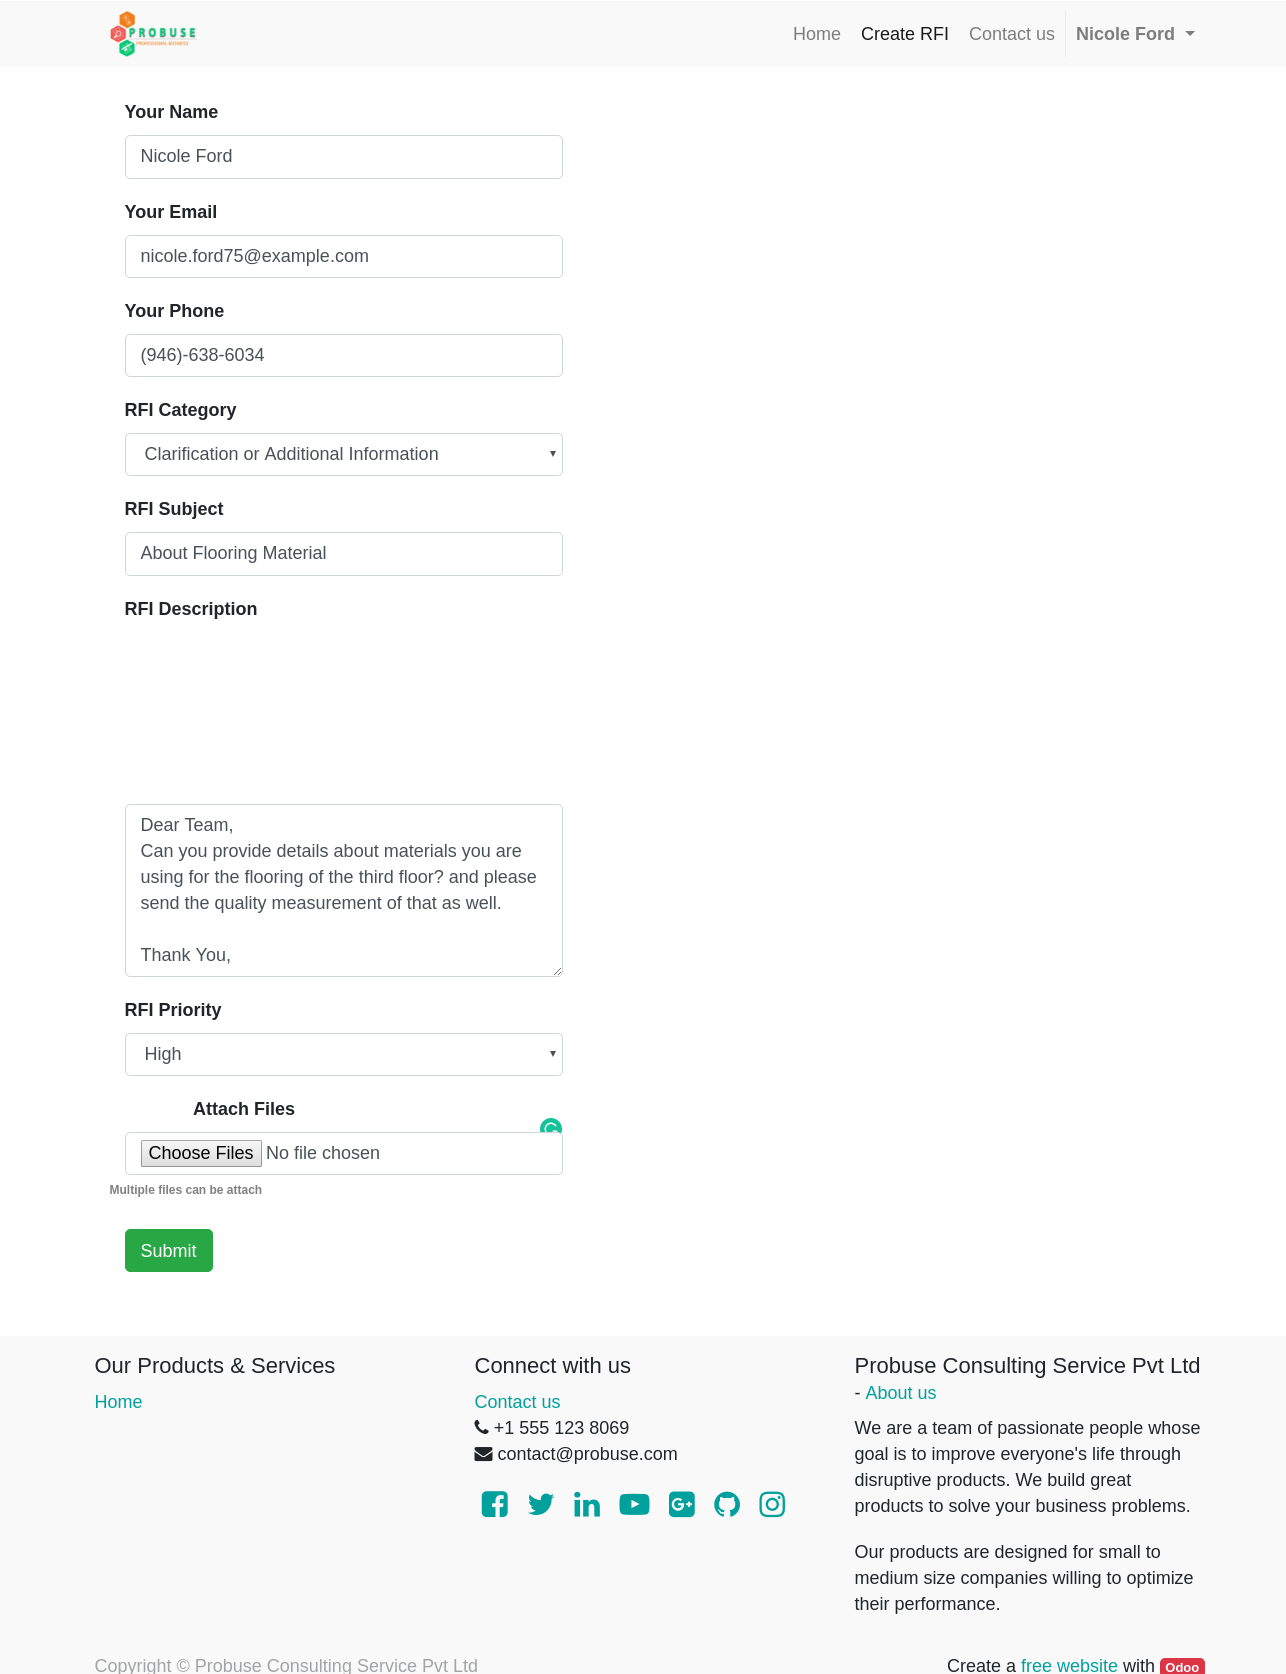 PROBUSE
PROFESSIONAL BUSINESS
Home Create RFI Contact us Nicole Ford
Your Name
Nicole Ford
Your Email
nicole.ford75@example.com
Your Phone
(946)-638-6034
RFI Category
Clarification or Additional Information
RFI Subject
About Flooring Material
RFI Description
Dear Team,
Can you provide details about materials you are
using for the flooring of the third floor? and please
send the quality measurement of that as well.
Thank You,
RFI Priority
High
Attach Files
Choose Files No file chosen
Multiple files can be attach
Submit
Our Products & Services
Home
Connect with us
Contact us
+1 555 123 8069
contact@probuse.com
Probuse Consulting Service Pvt Ltd
- About us
We are a team of passionate people whose
goal is to improve everyone's life through
disruptive products. We build great
products to solve your business problems.
Our products are designed for small to
medium size companies willing to optimize
their performance.
Copyright © Probuse Consulting Service Pvt Ltd
Create a free website with Odoo